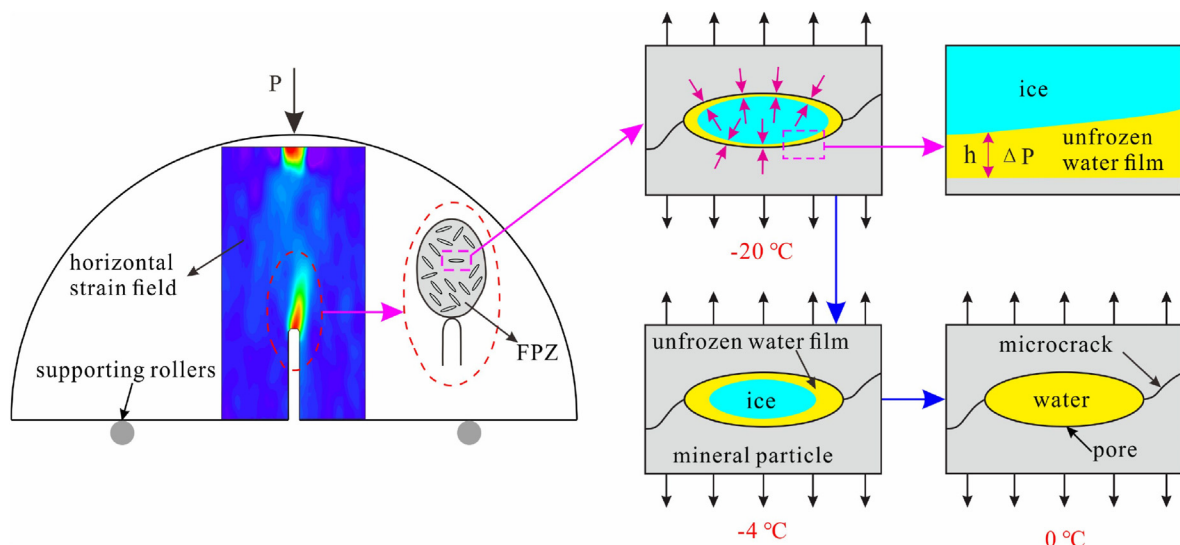 P
horizontal
strain field
supporting rollers
FPZ
-20 ℃
ice
h ΔP
unfrozen
water film
unfrozen water film
ice
mineral particle
-4 ℃
microcrack
water
pore
0 ℃
ice